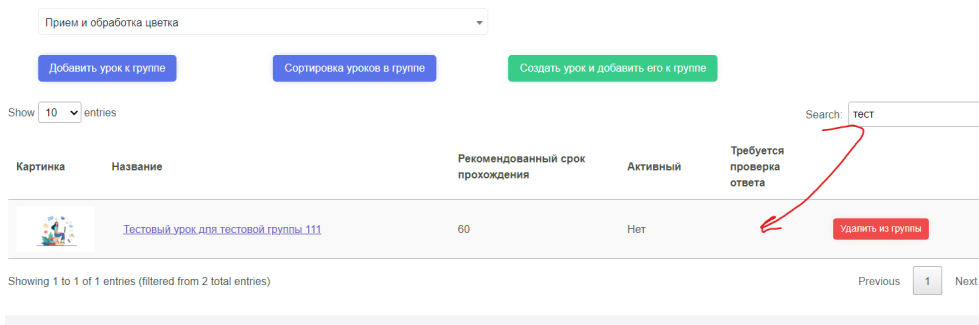 Прием и обработка цветка
Добавить урок к группе
Сортировка уроков в группе
Создать урок и добавить его к группе
Show 10 entries
Search: тест
Картинка
Название
Рекомендованный срок
прохождения
Активный
Требуется
проверка
ответа
Тестовый урок для тестовой группы 111
60
Нет
Удалить из группы
Showing 1 to 1 of 1 entries (filtered from 2 total entries)
Previous 1 Next